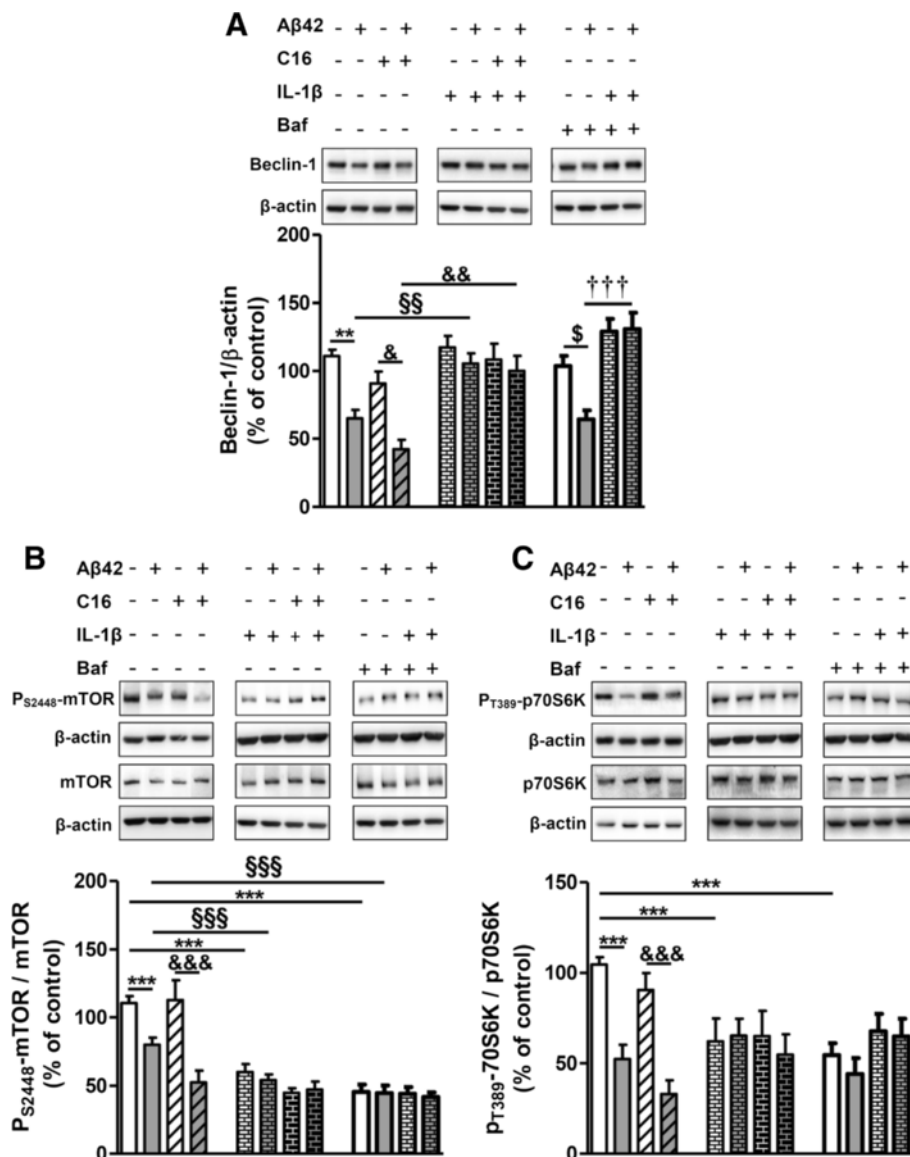 A
Aβ42 - + - + - + - + - + - +
C16 - - + + - - + + - - - -
IL-1β - - - - + + + + - - + +
Baf - - - - - - - - + + + +
Beclin-1
β-actin
Beclin-1/β-actin
(% of control)
200
150
100
50
0
**
&
§§
&&
$
†††
B
Aβ42 - + - + - + - + - + - +
C16 - - + + - - + + - - - -
IL-1β - - - - + + + + - - + +
Baf - - - - - - - - + + + +
PS2448-mTOR
β-actin
mTOR
β-actin
PS2448-mTOR / mTOR
(% of control)
200
150
100
50
0
§§§
***
§§§
***
&&&
***
C
Aβ42 - + - + - + - + - + - +
C16 - - + + - - + + - - - -
IL-1β - - - - + + + + - - + +
Baf - - - - - - - - + + + +
PT389-p70S6K
β-actin
p70S6K
β-actin
pT389-70S6K / p70S6K
(% of control)
150
100
50
0
***
***
***
&&&